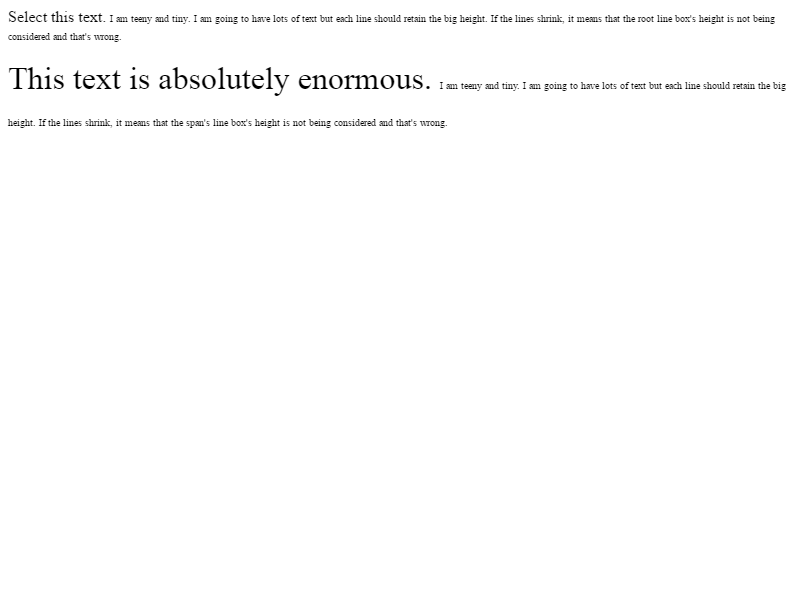 Select this text. I am teeny and tiny. I am going to have lots of text but each line should retain the big height. If the lines shrink, it means that the root line box's height is not being
considered and that's wrong.
This text is absolutely enormous. I am teeny and tiny. I am going to have lots of text but each line should retain the big
height. If the lines shrink, it means that the span's line box's height is not being considered and that's wrong.